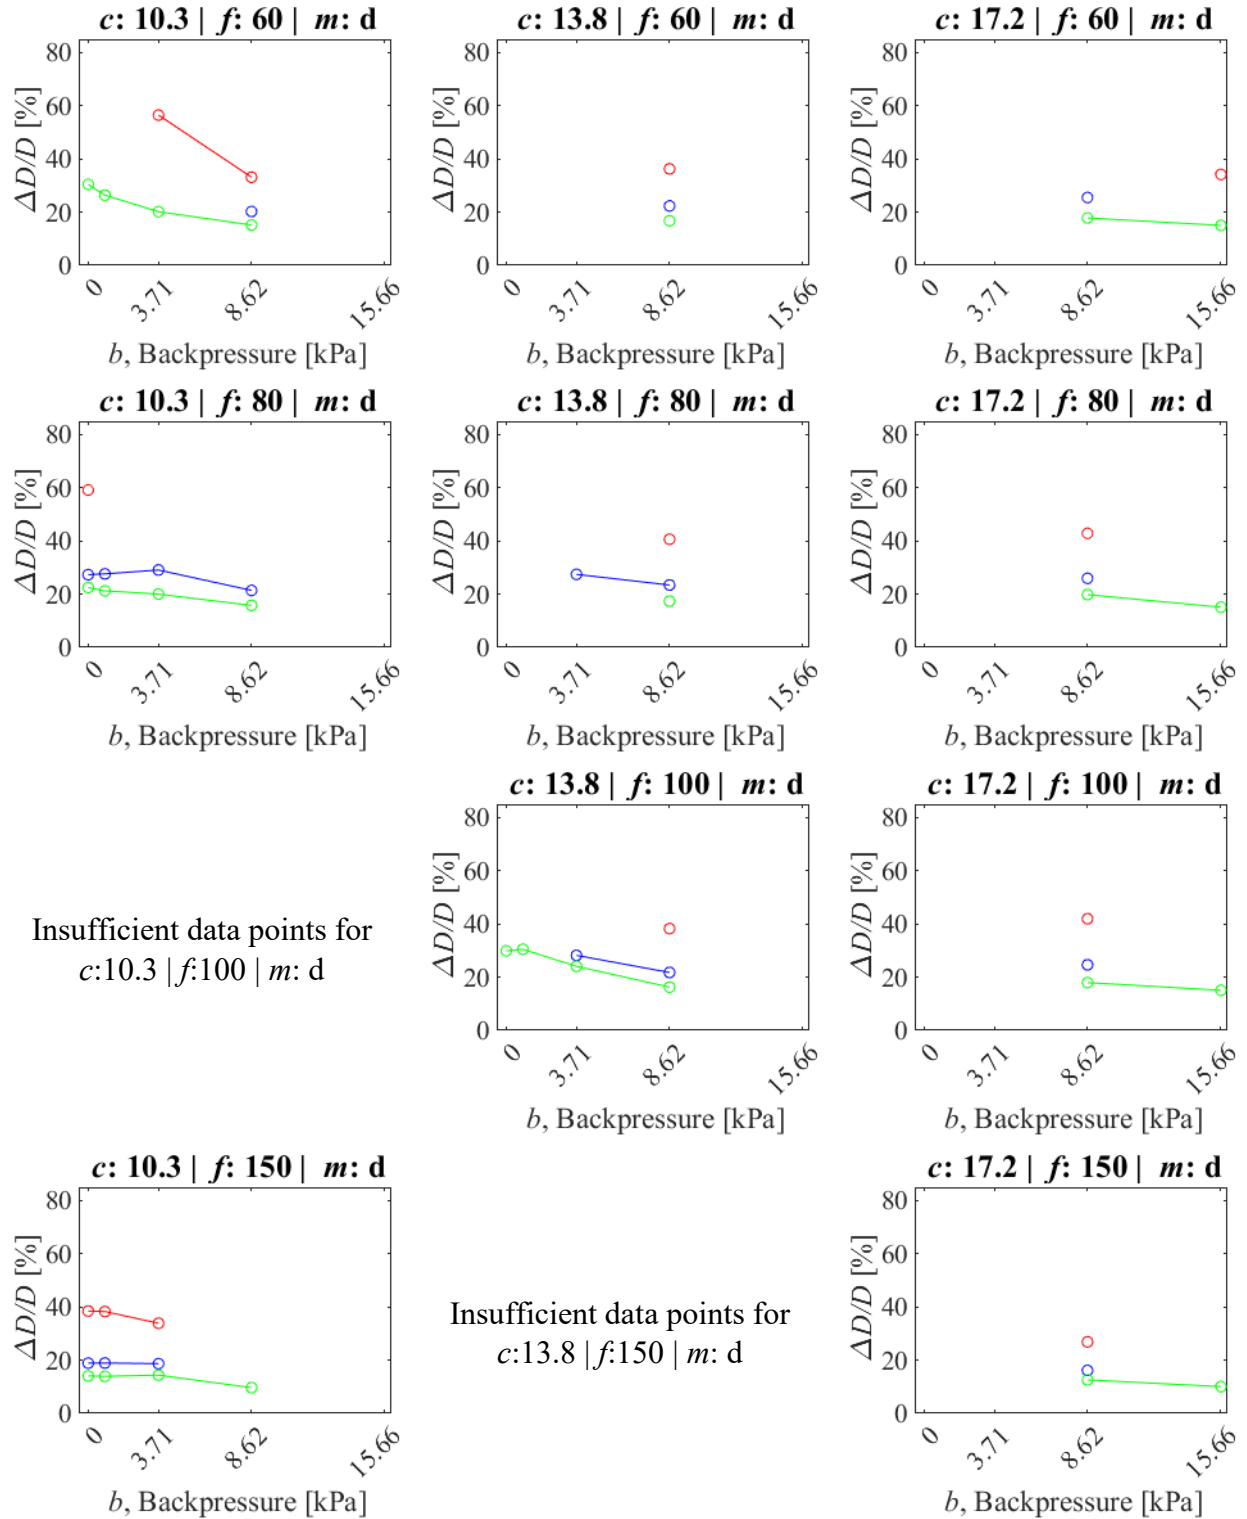 c: 10.3 | f: 60 | m: d
80
60
40
20
0
ΔD/D [%]
0
3.71
8.62
15.66
b, Backpressure [kPa]
c: 13.8 | f: 60 | m: d
80
60
40
20
0
ΔD/D [%]
0
3.71
8.62
15.66
b, Backpressure [kPa]
c: 17.2 | f: 60 | m: d
80
60
40
20
0
ΔD/D [%]
0
3.71
8.62
15.66
b, Backpressure [kPa]
c: 10.3 | f: 80 | m: d
80
60
40
20
0
ΔD/D [%]
0
3.71
8.62
15.66
b, Backpressure [kPa]
c: 13.8 | f: 80 | m: d
80
60
40
20
0
ΔD/D [%]
0
3.71
8.62
15.66
b, Backpressure [kPa]
c: 17.2 | f: 80 | m: d
80
60
40
20
0
ΔD/D [%]
0
3.71
8.62
15.66
b, Backpressure [kPa]
Insufficient data points for
c:10.3 | f:100 | m: d
c: 13.8 | f: 100 | m: d
80
60
40
20
0
ΔD/D [%]
0
3.71
8.62
15.66
b, Backpressure [kPa]
c: 17.2 | f: 100 | m: d
80
60
40
20
0
ΔD/D [%]
0
3.71
8.62
15.66
b, Backpressure [kPa]
c: 10.3 | f: 150 | m: d
80
60
40
20
0
ΔD/D [%]
0
3.71
8.62
15.66
b, Backpressure [kPa]
Insufficient data points for
c:13.8 | f:150 | m: d
c: 17.2 | f: 150 | m: d
80
60
40
20
0
ΔD/D [%]
0
3.71
8.62
15.66
b, Backpressure [kPa]